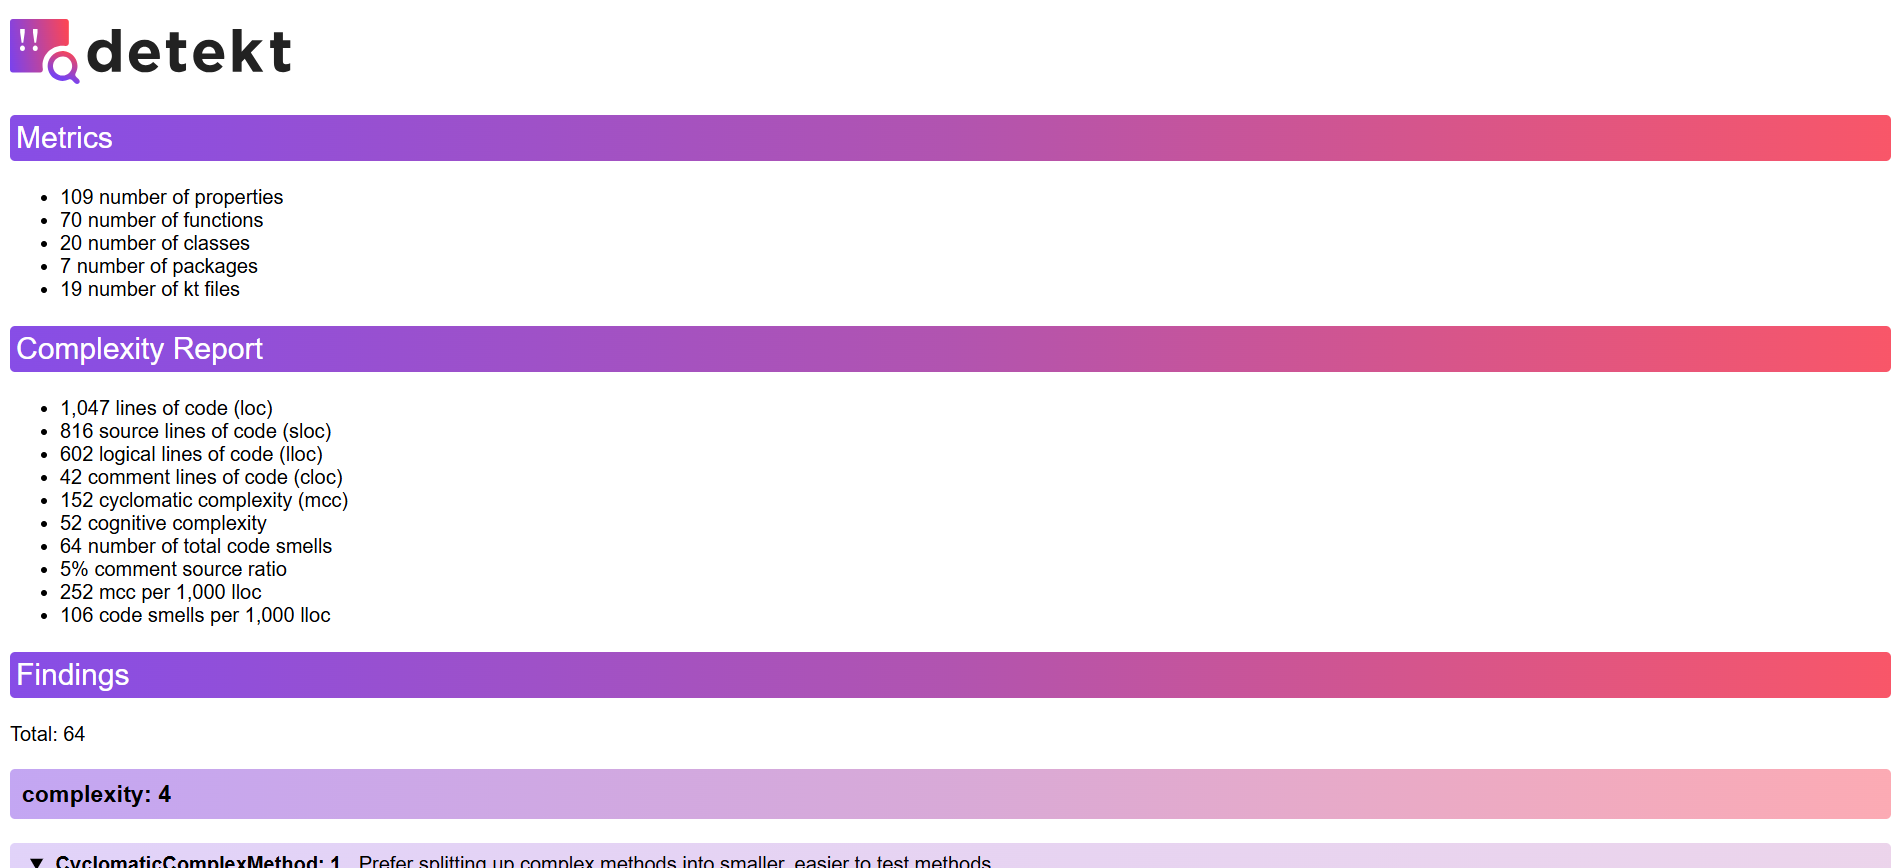 !! detekt
Metrics
109 number of properties
70 number of functions
20 number of classes
7 number of packages
19 number of kt files
Complexity Report
1,047 lines of code (loc)
816 source lines of code (sloc)
602 logical lines of code (lloc)
42 comment lines of code (cloc)
152 cyclomatic complexity (mcc)
52 cognitive complexity
64 number of total code smells
5% comment source ratio
252 mcc per 1,000 lloc
106 code smells per 1,000 lloc
Findings
Total: 64
complexity: 4
▼ CyclomaticComplexMethod: 1 Prefer splitting up complex methods into smaller, easier to test methods.